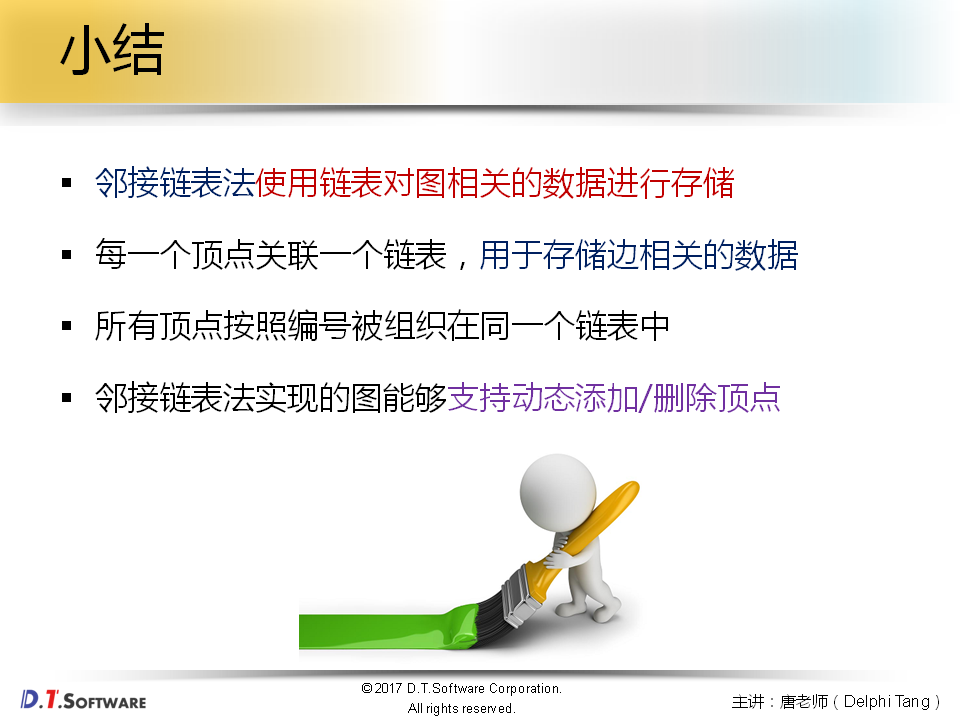 小结
▪ 邻接链表法使用链表对图相关的数据进行存储
▪ 每一个顶点关联一个链表，用于存储边相关的数据
▪ 所有顶点按照编号被组织在同一个链表中
▪ 邻接链表法实现的图能够支持动态添加/删除顶点
D.T.SOFTWARE
©2017 D.T.Software Corporation.
All rights reserved.
主讲：唐老师（Delphi Tang）